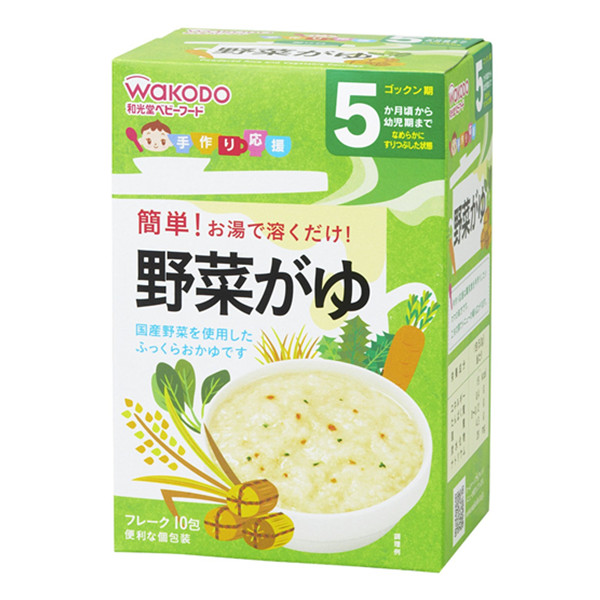 野菜がゆ
WAKODO
和光堂ベビーフード
手作り応援
5
ゴックン期
か月頃から
幼児期まで
なめらかに
すりつぶした状態
簡単!お湯で溶くだけ!
野菜がゆ
国産野菜を使用した
ふっくらおかゆです
フレーク10包
便利な個包装
調理例
5
野菜がゆ